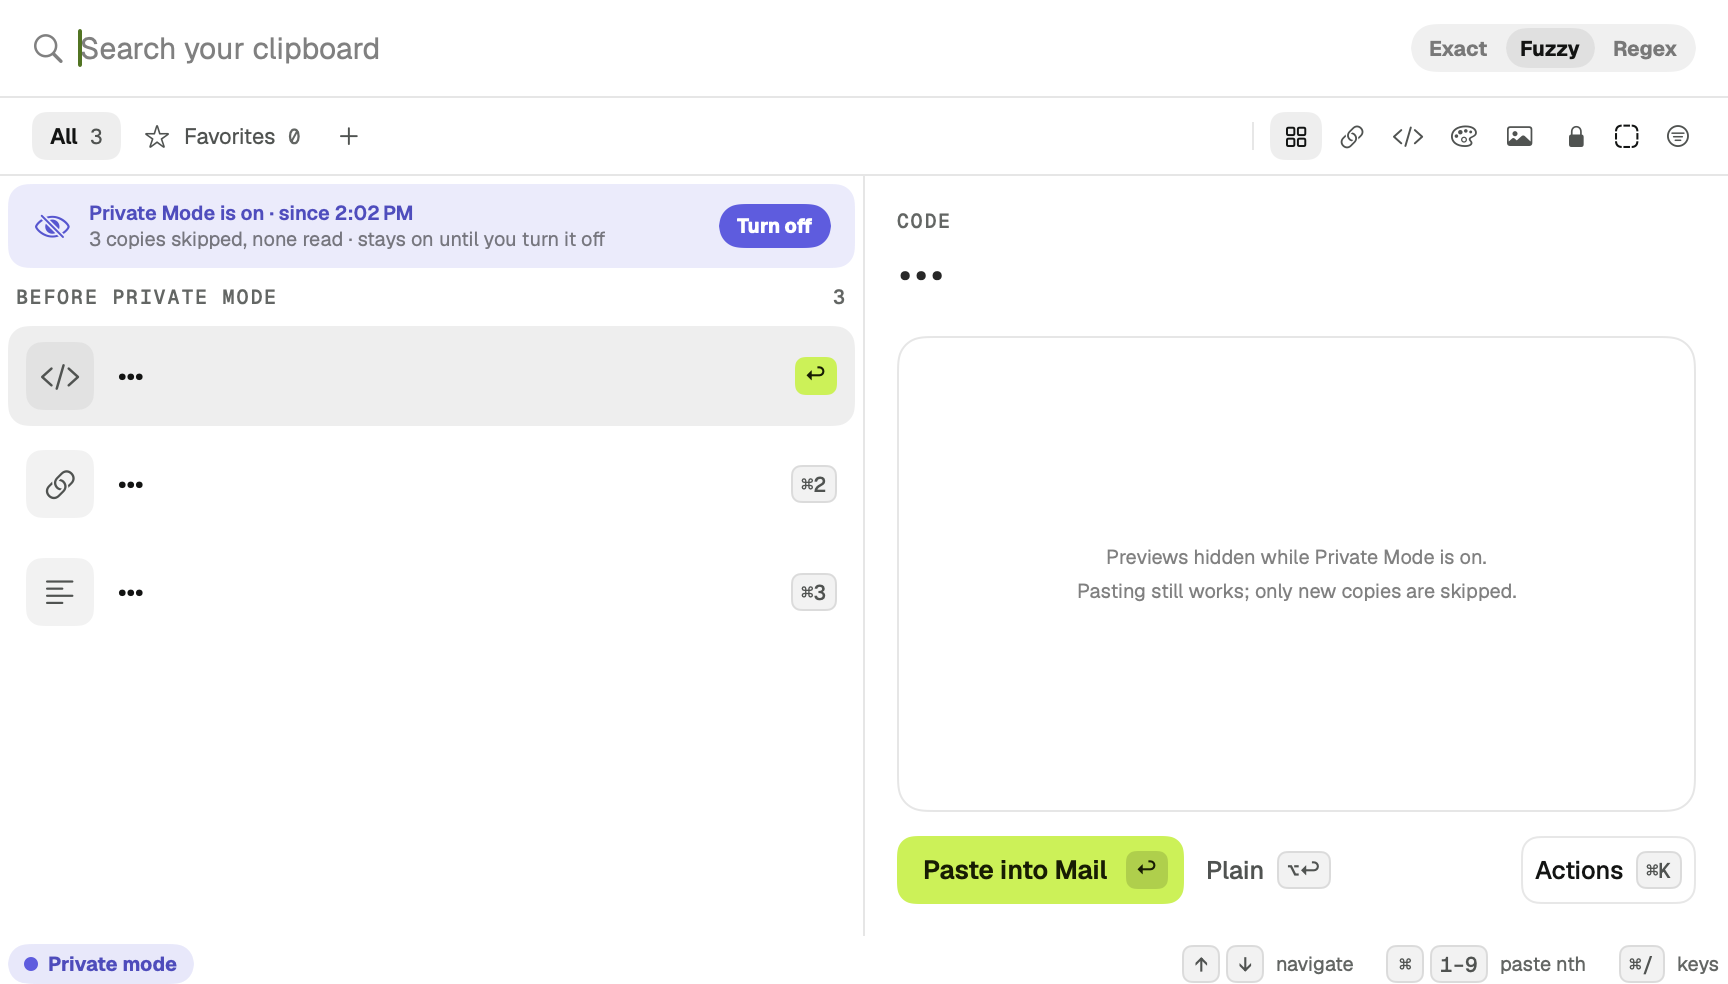 Search your clipboard
Exact Fuzzy Regex
All 3 Favorites 0 +
Private Mode is on · since 2:02 PM
3 copies skipped, none read · stays on until you turn it off
Turn off
BEFORE PRIVATE MODE 3
•••
••• ⌘2
••• ⌘3
CODE
•••
Previews hidden while Private Mode is on.
Pasting still works; only new copies are skipped.
Paste into Mail ↩ Plain ⌥↩ Actions ⌘K
Private mode
↑ ↓ navigate ⌘ 1–9 paste nth ⌘/ keys